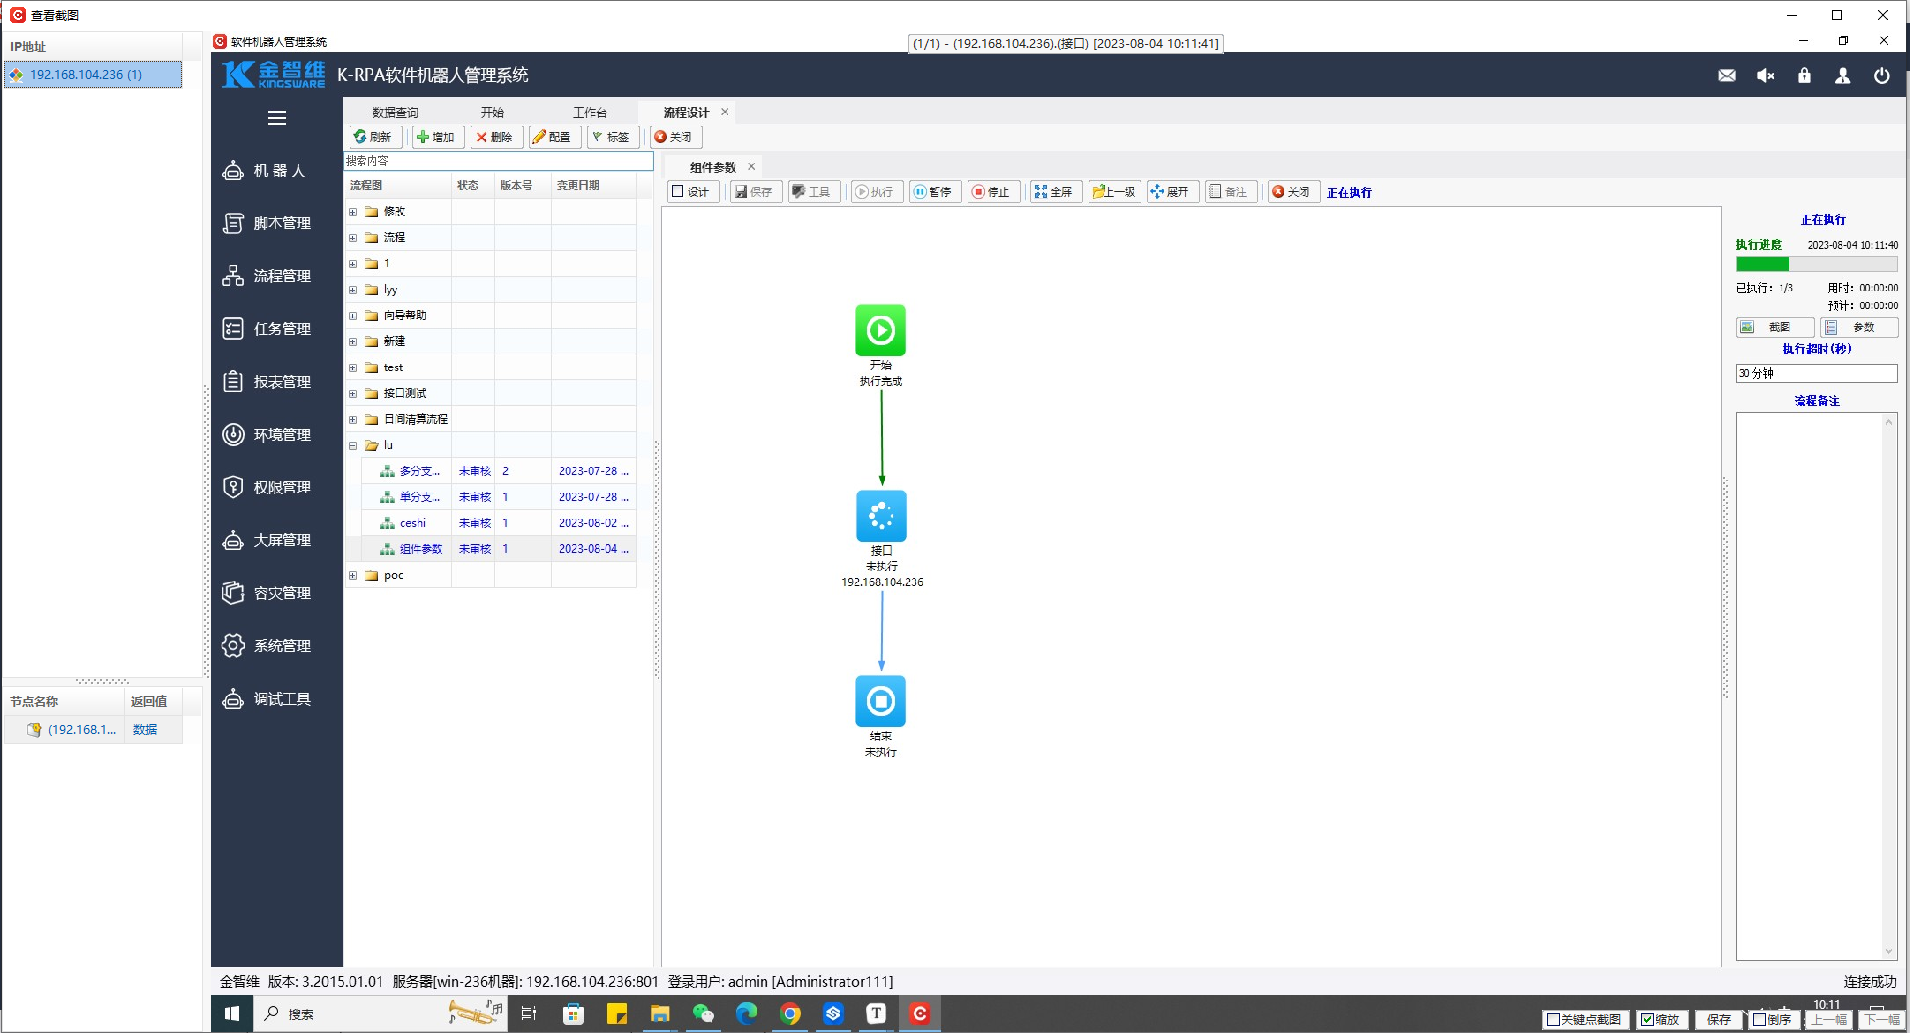 查看截图
IP地址
192.168.104.236 (1)
软件机器人管理系统
(1/1) - (192.168.104.236).(接口) [2023-08-04 10:11:41]
金智维
KINGSWARE
K-RPA软件机器人管理系统
数据查询 开始 工作台 流程设计
刷新 增加 删除 配置 标签 关闭
搜索内容
组件参数
设计 保存 工具 执行 暂停 停止 全屏 上一级 展开 备注 关闭 正在执行
机 器 人
脚本管理
流程管理
任务管理
报表管理
环境管理
权限管理
大屏管理
容灾管理
系统管理
调试工具
流程图 状态 版本号 变更日期
修改
流程
1
lyy
向导帮助
新建
test
接口测试
日间清算流程
lu
多分支... 未审核 2 2023-07-28 ...
单分支... 未审核 1 2023-07-28 ...
ceshi 未审核 1 2023-08-02 ...
组件参数 未审核 1 2023-08-04 ...
poc
开始
执行完成
接口
未执行
192.168.104.236
结束
未执行
正在执行
执行进度 2023-08-04 10:11:40
已执行: 1/3 用时: 00:00:00
预计: 00:00:00
截图 参数
执行超时(秒)
30 分钟
流程备注
节点名称 返回值
(192.168.1... 数据
金智维 版本: 3.2015.01.01 服务器[win-236机器]: 192.168.104.236:801 登录用户: admin [Administrator111]
连接成功
搜索
10:11
关键点截图 缩放 保存 倒序 上一幅 下一幅